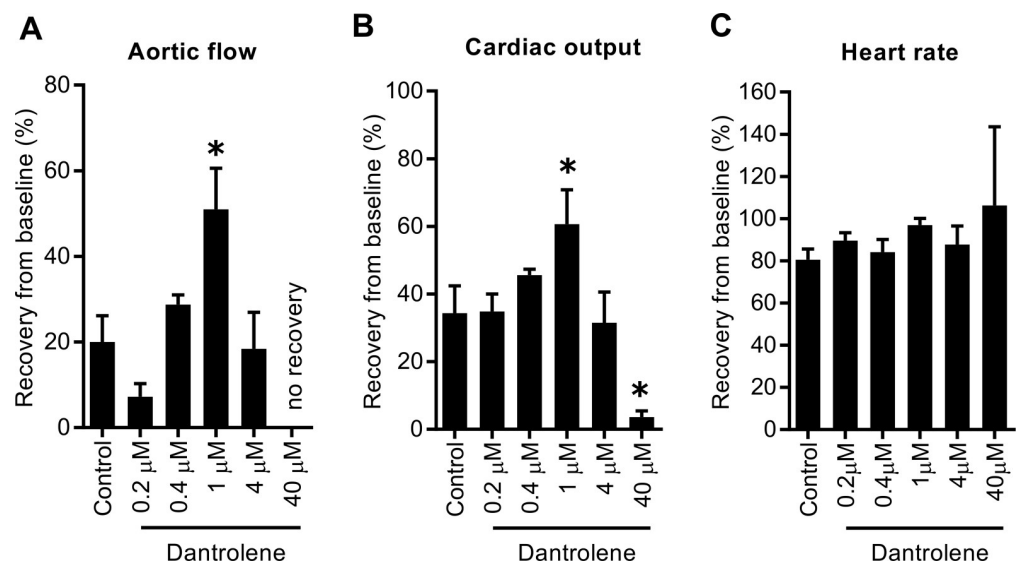 A
Aortic flow
Recovery from baseline (%)
80
60
40
20
0
*
no recovery
Control
0.2 μM
0.4 μM
1 μM
4 μM
40 μM
Dantrolene
B
Cardiac output
Recovery from baseline (%)
100
80
60
40
20
0
*
*
Control
0.2 μM
0.4 μM
1 μM
4 μM
40 μM
Dantrolene
C
Heart rate
Recovery from baseline (%)
160
140
120
100
80
60
40
20
0
Control
0.2μM
0.4μM
1μM
4μM
40μM
Dantrolene